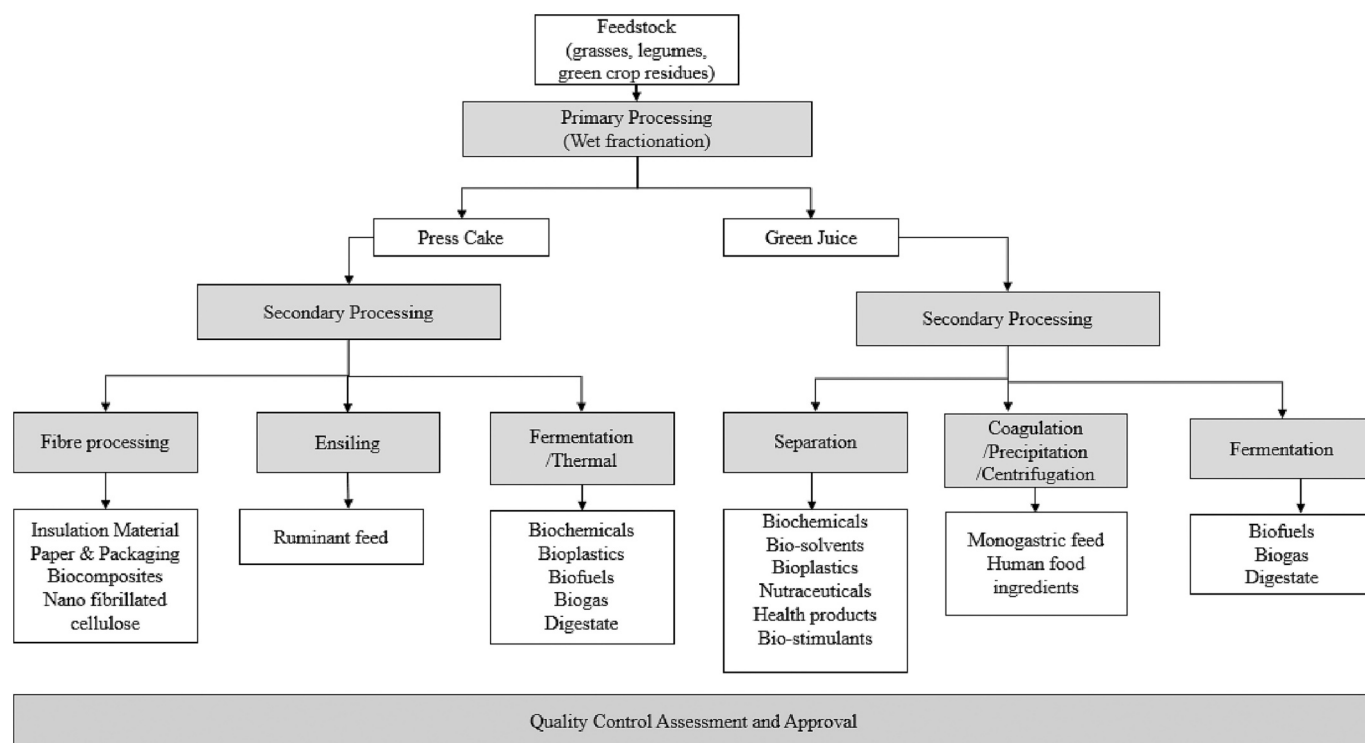 Feedstock
(grasses, legumes,
green crop residues)
Primary Processing
(Wet fractionation)
Press Cake
Green Juice
Secondary Processing
Secondary Processing
Fibre processing
Ensiling
Fermentation
/Thermal
Separation
Coagulation
/Precipitation
/Centrifugation
Fermentation
Insulation Material
Paper & Packaging
Biocomposites
Nano fibrillated
cellulose
Ruminant feed
Biochemicals
Bioplastics
Biofuels
Biogas
Digestate
Biochemicals
Bio-solvents
Bioplastics
Nutraceuticals
Health products
Bio-stimulants
Monogastric feed
Human food
ingredients
Biofuels
Biogas
Digestate
Quality Control Assessment and Approval